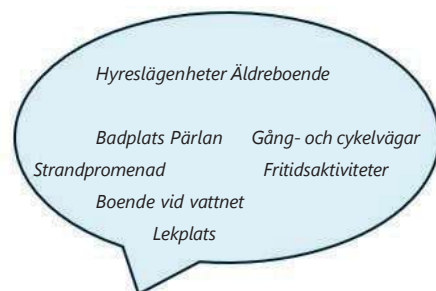 Hyreslägenheter Äldreboende
Badplats Pärlan Gång- och cykelvägar
Strandpromenad Fritidsaktiviteter
Boende vid vattnet
Lekplats